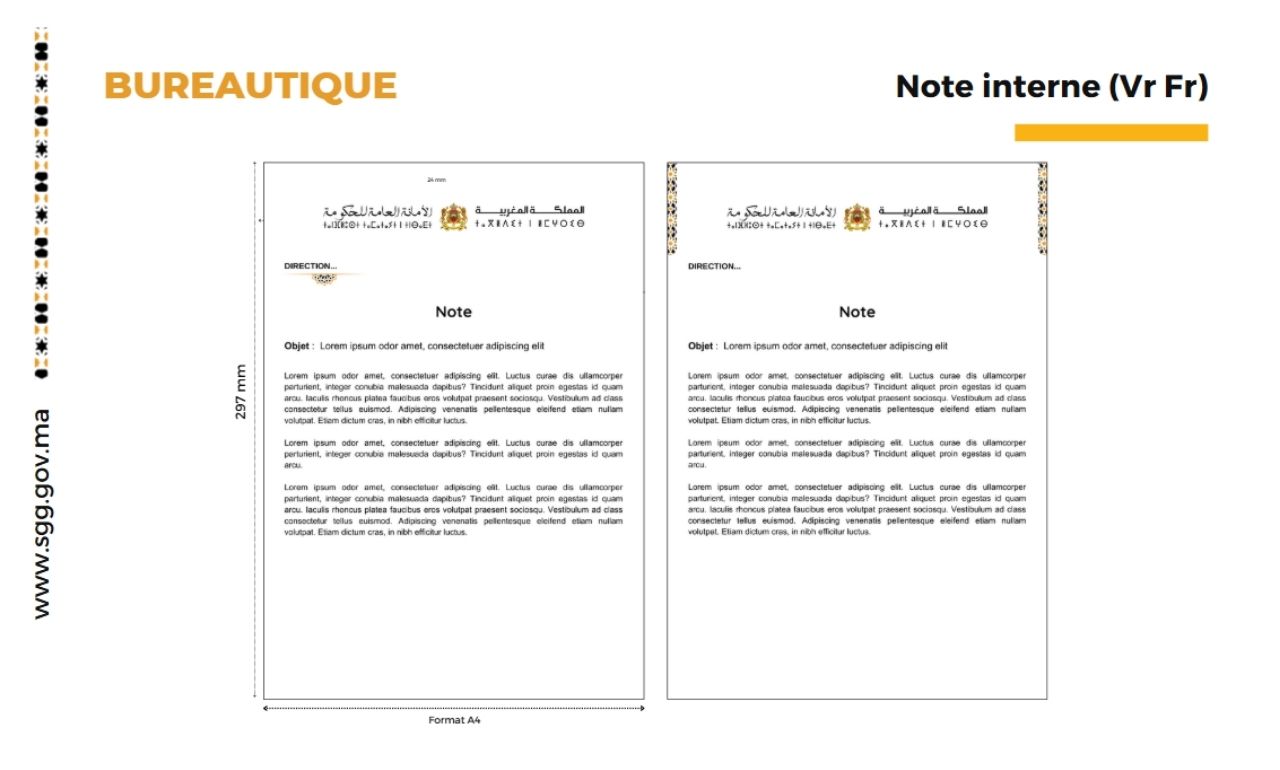 BUREAUTIQUE
Note interne (Vr Fr)
www.sgg.gov.ma
297 mm
24 mm
الأمانة العامة للحكومة
المملكة المغربية
ⵜⴰⴳⵍⴷⵉⵜ ⵏ ⵍⵎⵖⵔⵉⴱ
DIRECTION...
Note
Objet : Lorem ipsum odor amet, consectetuer adipiscing elit
Lorem ipsum odor amet, consectetuer adipiscing elit. Luctus curae dis ullamcorper
parturient, integer conubia malesuada dapibus? Tincidunt aliquet proin egestas id quam
arcu. Iaculis rhoncus platea faucibus eros volutpat praesent sociosqu. Vestibulum ad class
consectetur tellus euismod. Adipiscing venenatis pellentesque eleifend etiam nullam
volutpat. Etiam dictum cras, in nibh efficitur luctus.
Lorem ipsum odor amet, consectetuer adipiscing elit. Luctus curae dis ullamcorper
parturient, integer conubia malesuada dapibus? Tincidunt aliquet proin egestas id quam
arcu.
Lorem ipsum odor amet, consectetuer adipiscing elit. Luctus curae dis ullamcorper
parturient, integer conubia malesuada dapibus? Tincidunt aliquet proin egestas id quam
arcu. Iaculis rhoncus platea faucibus eros volutpat praesent sociosqu. Vestibulum ad class
consectetur tellus euismod. Adipiscing venenatis pellentesque eleifend etiam nullam
volutpat. Etiam dictum cras, in nibh efficitur luctus.
Format A4
الأمانة العامة للحكومة
المملكة المغربية
ⵜⴰⴳⵍⴷⵉⵜ ⵏ ⵍⵎⵖⵔⵉⴱ
DIRECTION...
Note
Objet : Lorem ipsum odor amet, consectetuer adipiscing elit
Lorem ipsum odor amet, consectetuer adipiscing elit. Luctus curae dis ullamcorper
parturient, integer conubia malesuada dapibus? Tincidunt aliquet proin egestas id quam
arcu. Iaculis rhoncus platea faucibus eros volutpat praesent sociosqu. Vestibulum ad class
consectetur tellus euismod. Adipiscing venenatis pellentesque eleifend etiam nullam
volutpat. Etiam dictum cras, in nibh efficitur luctus.
Lorem ipsum odor amet, consectetuer adipiscing elit. Luctus curae dis ullamcorper
parturient, integer conubia malesuada dapibus? Tincidunt aliquet proin egestas id quam
arcu.
Lorem ipsum odor amet, consectetuer adipiscing elit. Luctus curae dis ullamcorper
parturient, integer conubia malesuada dapibus? Tincidunt aliquet proin egestas id quam
arcu. Iaculis rhoncus platea faucibus eros volutpat praesent sociosqu. Vestibulum ad class
consectetur tellus euismod. Adipiscing venenatis pellentesque eleifend etiam nullam
volutpat. Etiam dictum cras, in nibh efficitur luctus.